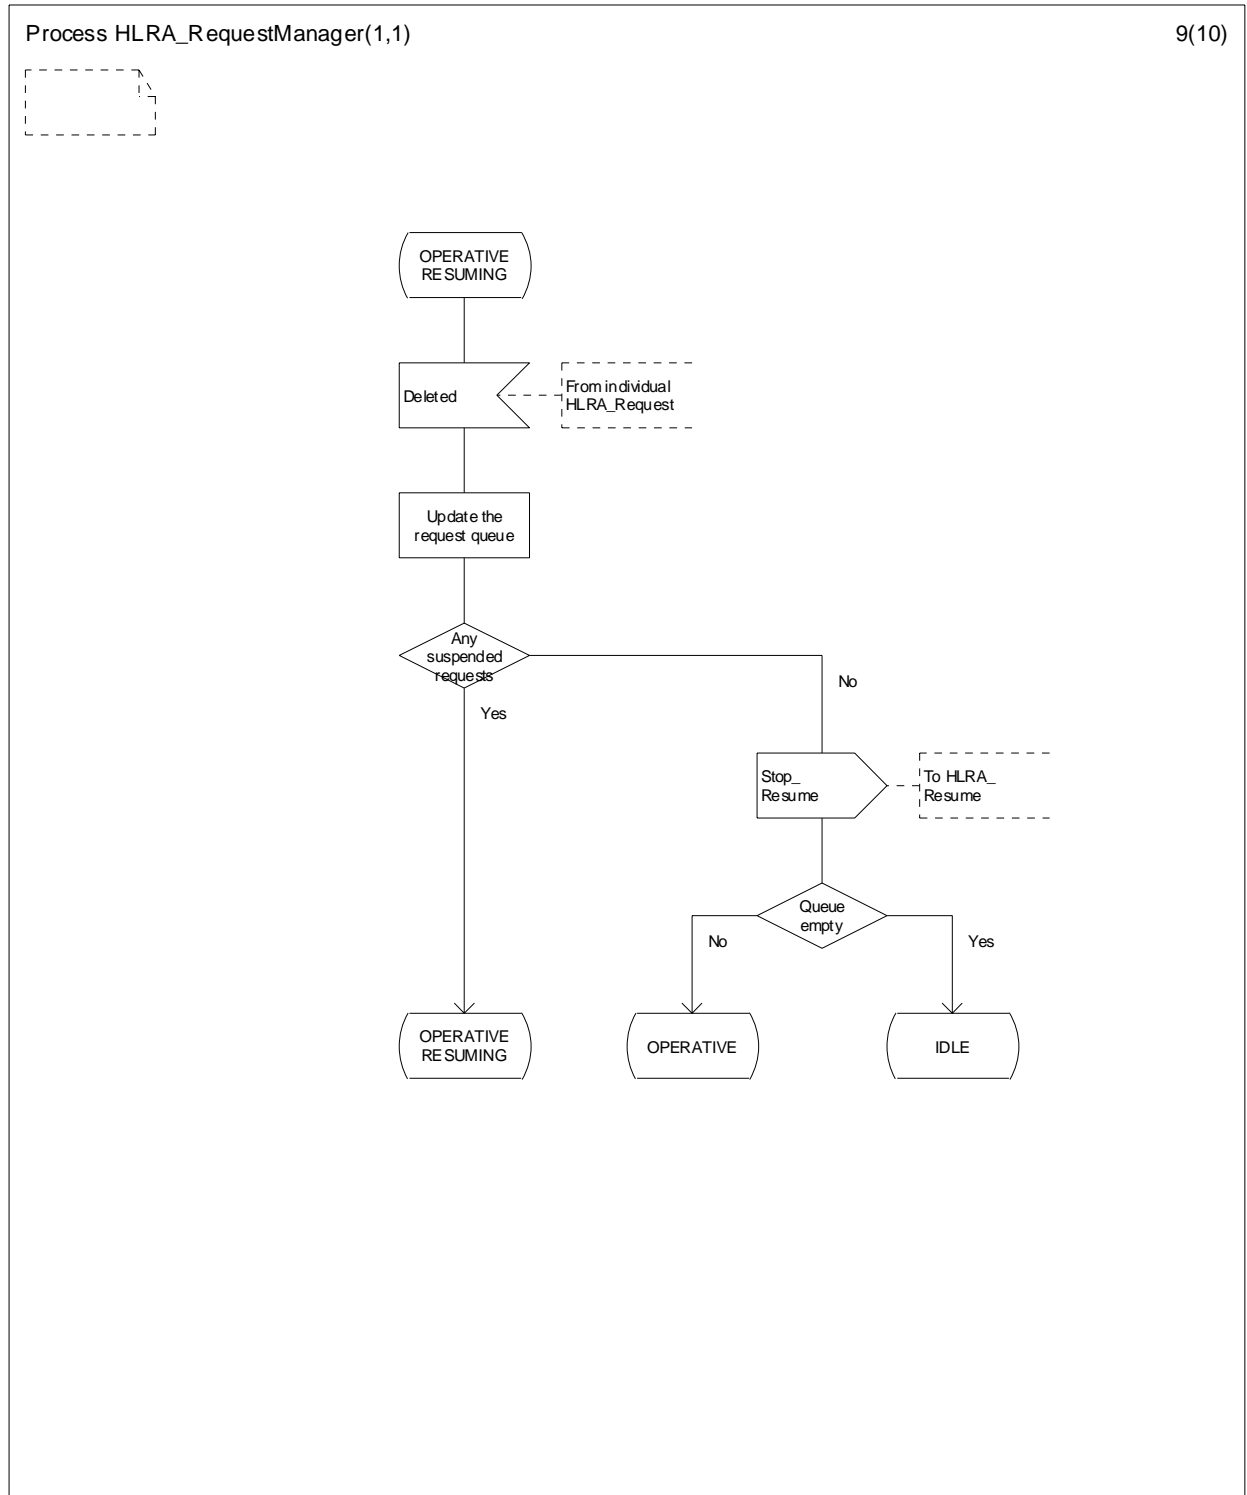 Process HLRA_RequestManager(1,1)
9(10)
OPERATIVE
RESUMING
Deleted
From individual
HLRA_Request
Update the
request queue
Any
suspended
requests
No
Yes
Stop_
Resume
To HLRA_
Resume
Queue
empty
No
Yes
OPERATIVE
RESUMING
OPERATIVE
IDLE